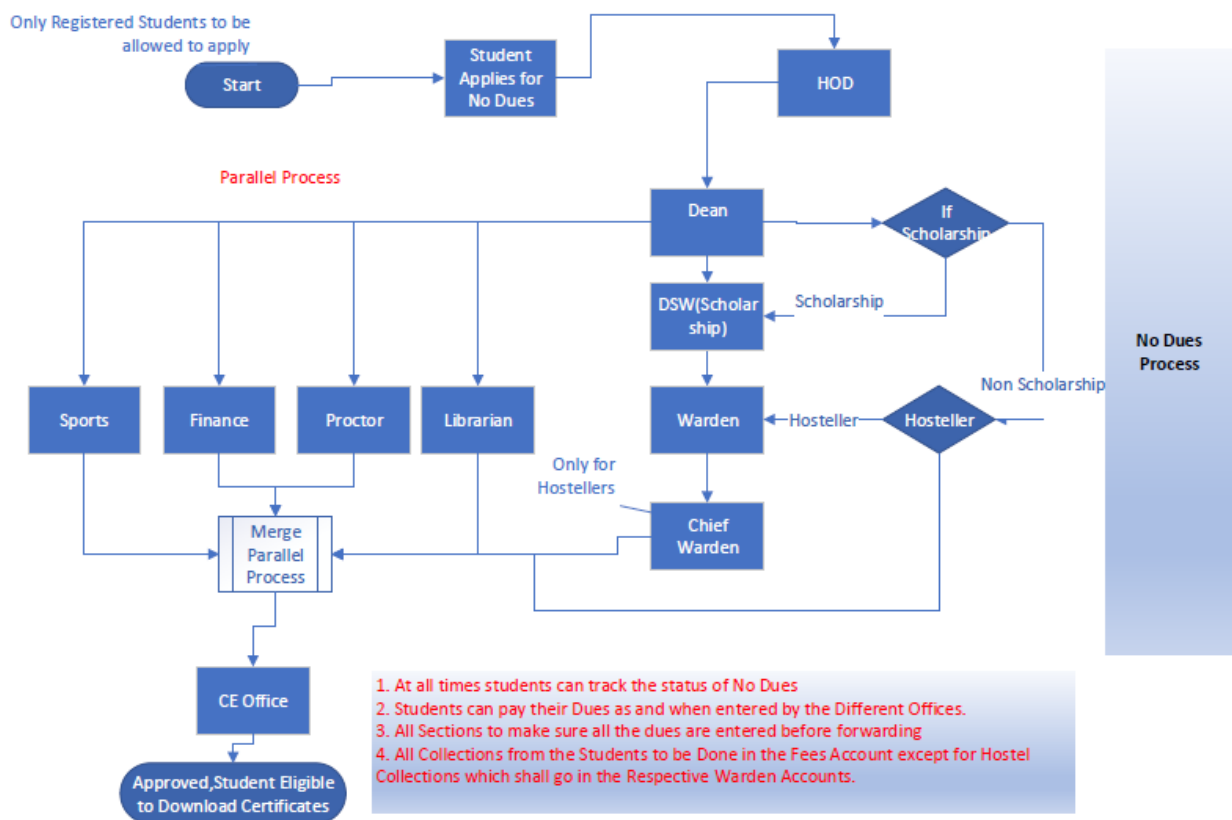 Only Registered Students to be
allowed to apply
Start
Student
Applies for
No Dues
HOD
Parallel Process
Dean
If
Scholarship
DSW(Scholar
ship)
Scholarship
No Dues
Process
Non Scholarship
Sports
Finance
Proctor
Librarian
Warden
Hosteller
Hosteller
Only for
Hostellers
Chief
Warden
Merge
Parallel
Process
CE Office
Approved,Student Eligible
to Download Certificates
1. At all times students can track the status of No Dues
2. Students can pay their Dues as and when entered by the Different Offices.
3. All Sections to make sure all the dues are entered before forwarding
4. All Collections from the Students to be Done in the Fees Account except for Hostel
Collections which shall go in the Respective Warden Accounts.